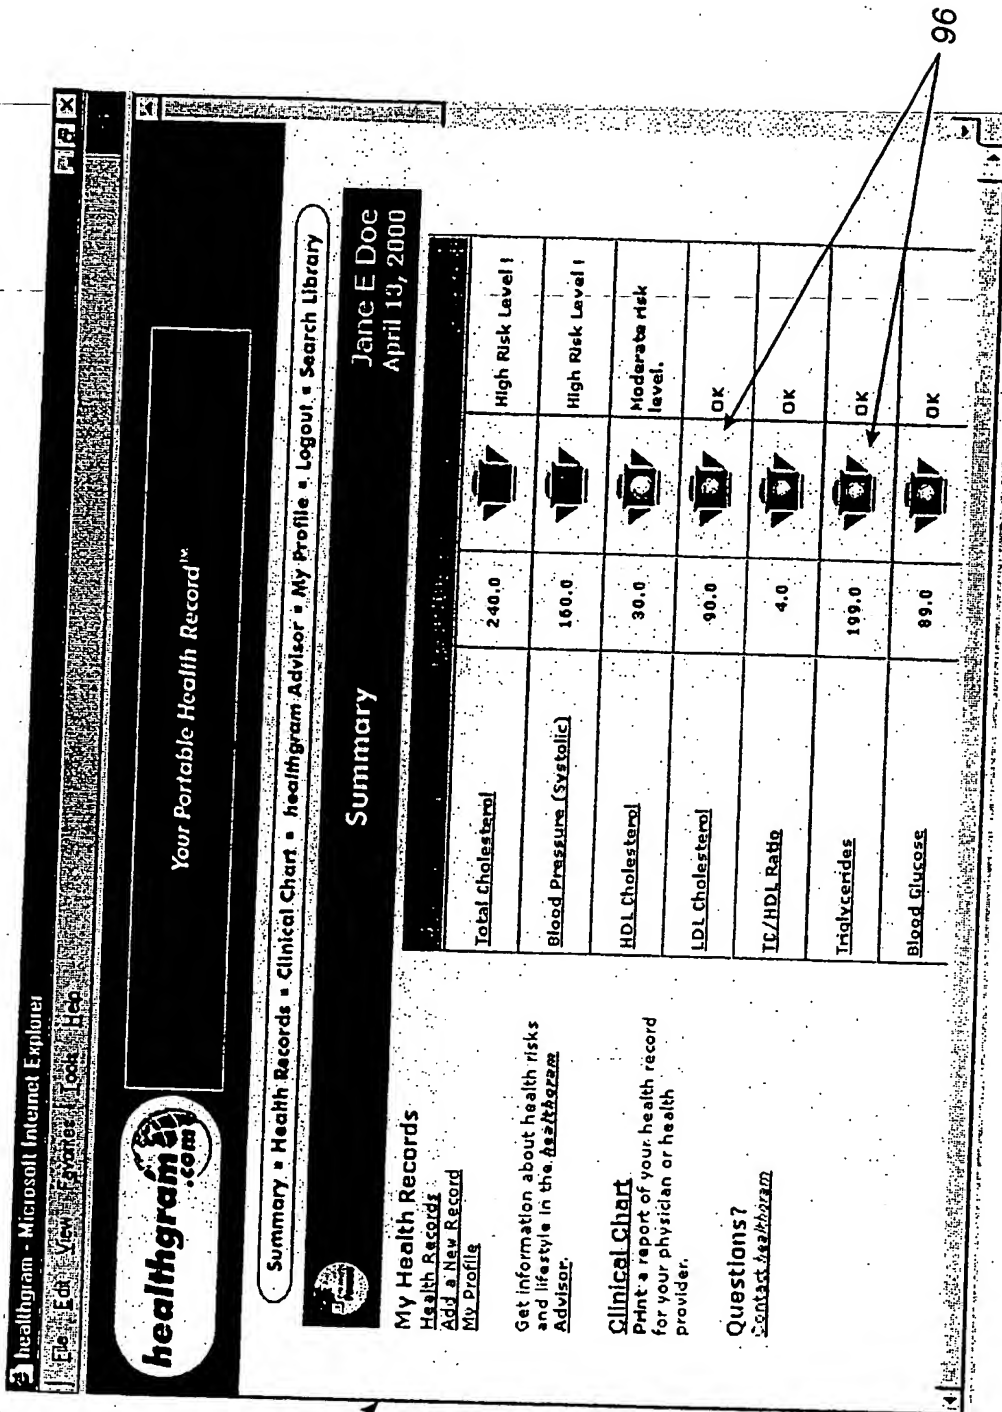 healthgram - Microsoft Internet Explorer
File Edit View Favorites Tools Help
healthgram
.com
Your Portable Health Record™
Summary ▪ Health Records ▪ Clinical Chart ▪ healthgram Advisor ▪ My Profile ▪ Logout ▪ Search Library
Summary
Jane E Doe
April 13, 2000
My Health Records
Health Records
Add a New Record
My Profile
Get information about health risks
and lifestyle in the healthgram
Advisor.
Clinical Chart
Print a report of your health record
for your physician or health
provider.
Questions?
Contact healthgram
Total Cholesterol 240.0 High Risk Level !
Blood Pressure (Systolic) 160.0 High Risk Level !
HDL Cholesterol 30.0 Moderate risk
level.
LDL Cholesterol 90.0 OK
TC/HDL Ratio 4.0 OK
Triglycerides 199.0 OK
Blood Glucose 89.0 OK
96